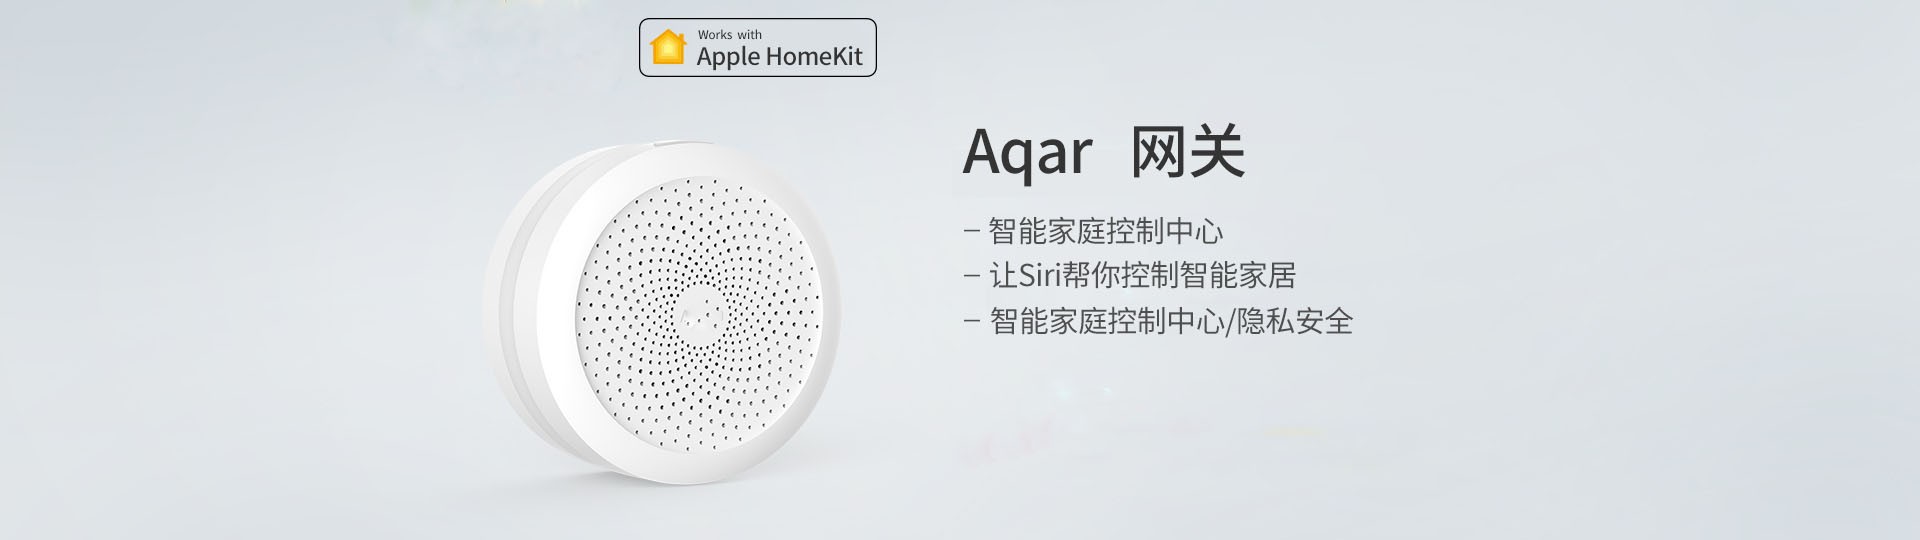 Works with
Apple HomeKit
Aqar 网关
– 智能家庭控制中心
– 让Siri帮你控制智能家居
– 智能家庭控制中心/隐私安全